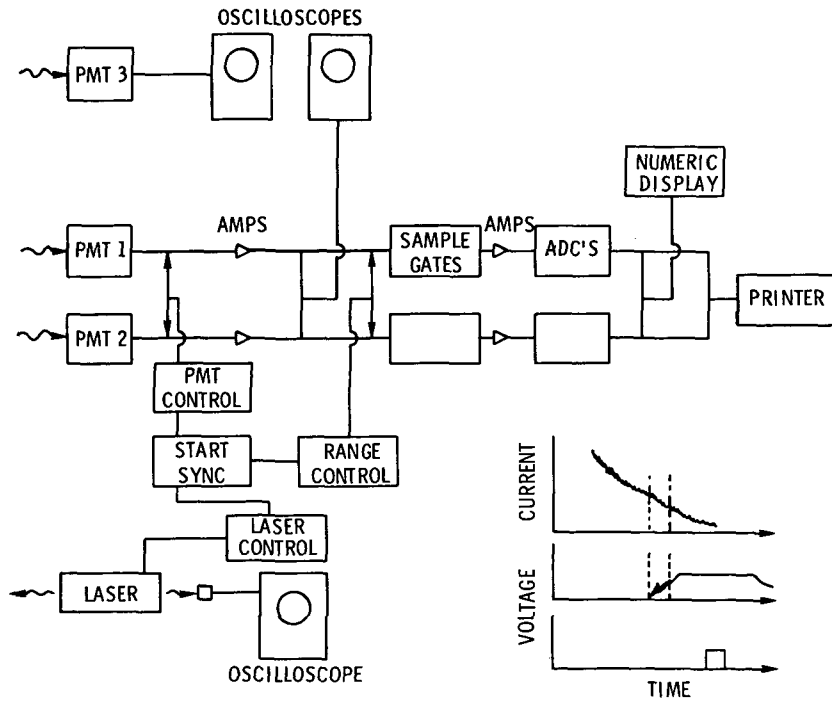 OSCILLOSCOPES
PMT 3
NUMERIC
DISPLAY
AMPS
AMPS
PMT 1
SAMPLE
GATES
ADC'S
PRINTER
PMT 2
PMT
CONTROL
START
SYNC
RANGE
CONTROL
LASER
CONTROL
LASER
OSCILLOSCOPE
CURRENT
VOLTAGE
TIME